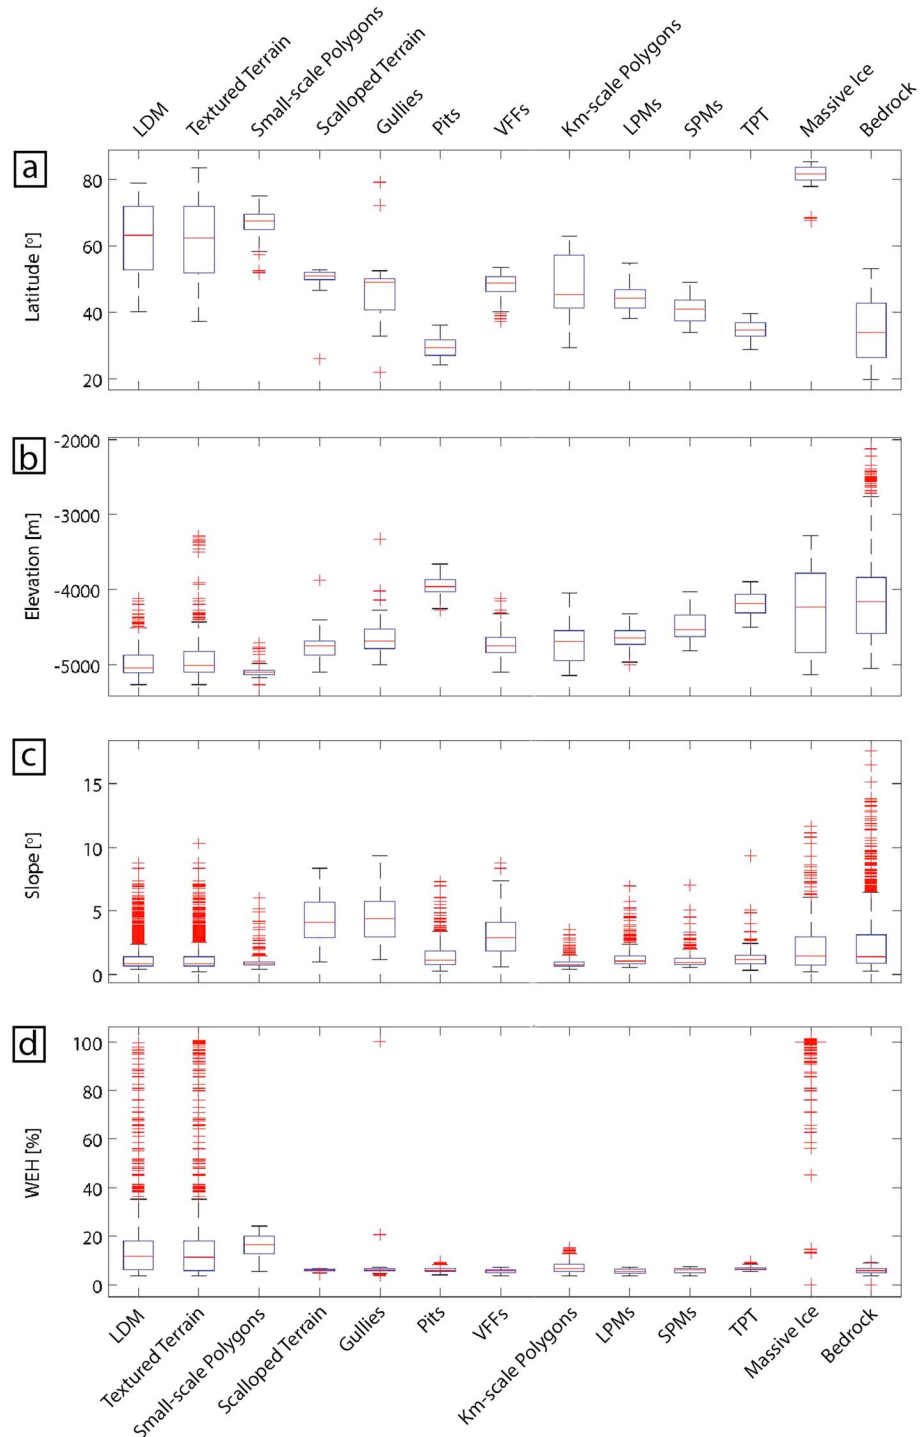 LDM
Textured Terrain
Small-scale Polygons
Scalloped Terrain
Gullies
Pits
VFFs
Km-scale Polygons
LPMs
SPMs
TPT
Massive Ice
Bedrock
a
Latitude [°]
80
60
40
20
b
Elevation [m]
-2000
-3000
-4000
-5000
c
Slope [°]
15
10
5
0
d
WEH [%]
100
80
60
40
20
0
LDM
Textured Terrain
Small-scale Polygons
Scalloped Terrain
Gullies
Pits
VFFs
Km-scale Polygons
LPMs
SPMs
TPT
Massive Ice
Bedrock